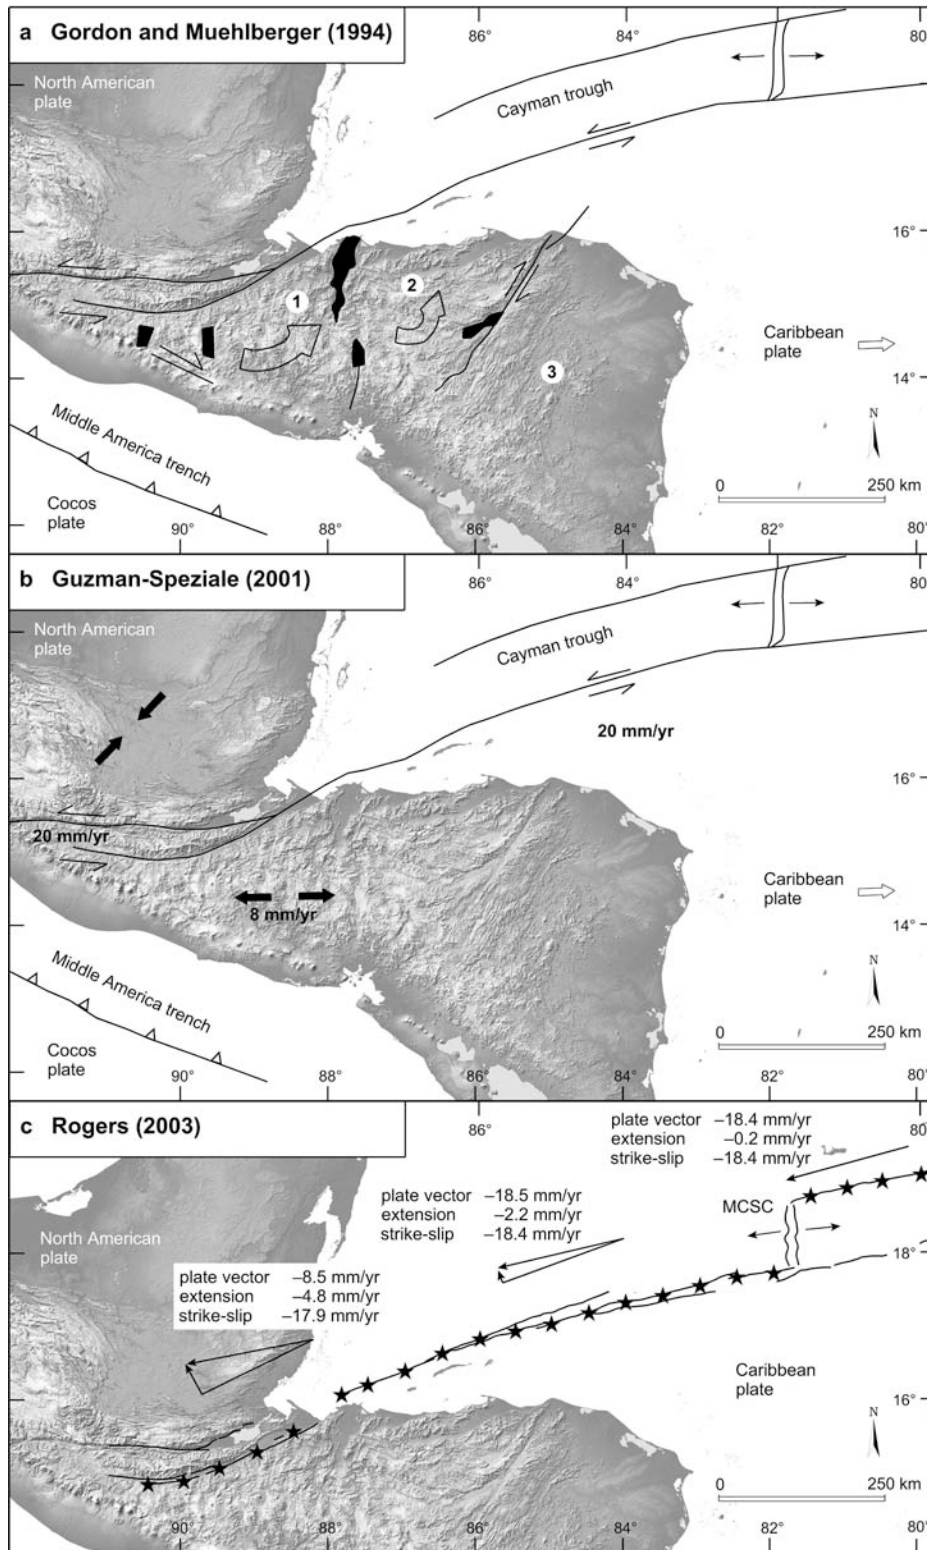 a Gordon and Muehlberger (1994)
86°
84°
82°
80°
North American
plate
Cayman trough
16°
1
2
3
Caribbean
plate
14°
N
Middle America trench
Cocos
plate
90°
88°
86°
84°
82°
80°
0 250 km
b Guzman-Speziale (2001)
86°
84°
82°
80°
North American
plate
Cayman trough
20 mm/yr
16°
20 mm/yr
8 mm/yr
Caribbean
plate
14°
N
Middle America trench
Cocos
plate
90°
88°
86°
84°
82°
80°
0 250 km
c Rogers (2003)
86°
84°
82°
80°
plate vector –18.4 mm/yr
extension –0.2 mm/yr
strike-slip –18.4 mm/yr
plate vector –18.5 mm/yr
extension –2.2 mm/yr
strike-slip –18.4 mm/yr
MCSC
North American
plate
18°
plate vector –8.5 mm/yr
extension –4.8 mm/yr
strike-slip –17.9 mm/yr
Caribbean
plate
16°
N
0 250 km
90°
88°
86°
84°
82°
80°